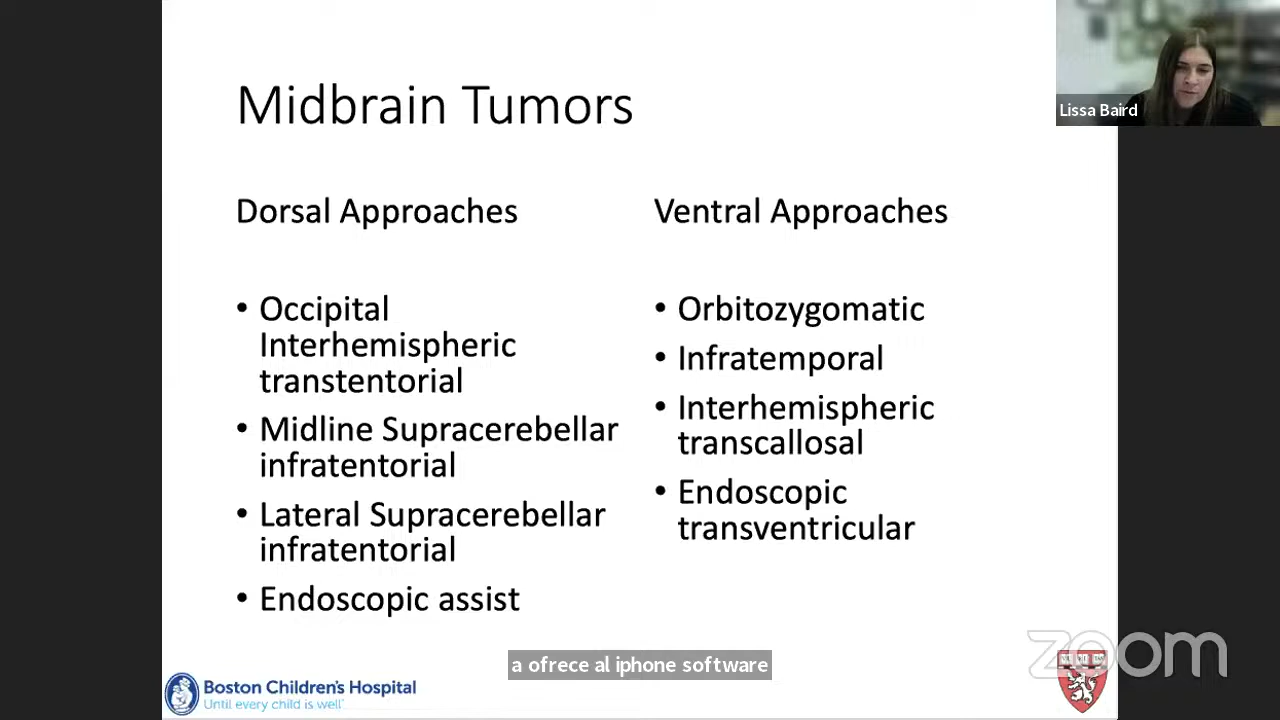 Midbrain Tumors
Lissa Baird
Dorsal Approaches
• Occipital
Interhemispheric
transtentorial
• Midline Supracerebellar
infratentorial
• Lateral Supracerebellar
infratentorial
• Endoscopic assist
Ventral Approaches
• Orbitozygomatic
• Infratemporal
• Interhemispheric
transcallosal
• Endoscopic
transventricular
a ofrece al iphone software
Boston Children's Hospital
Until every child is well
zoom